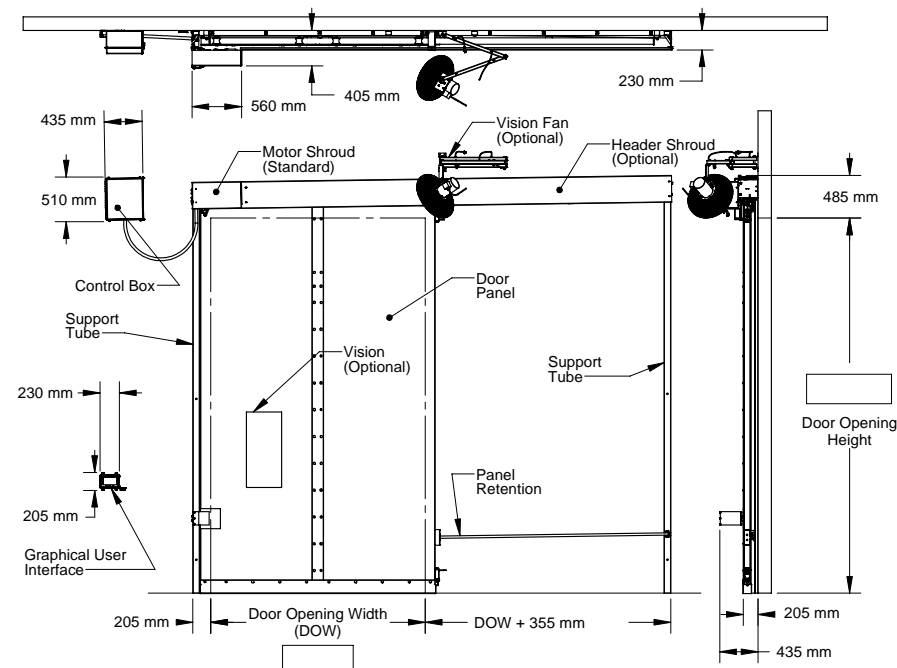 230 mm
405 mm
560 mm
435 mm
Vision Fan
(Optional)
Motor Shroud
(Standard)
Header Shroud
(Optional)
510 mm
485 mm
Control Box
Door
Panel
Support
Tube
Vision
(Optional)
Support
Tube
230 mm
Door Opening
Height
Panel
Retention
205 mm
Graphical User
Interface
205 mm
Door Opening Width
(DOW)
DOW + 355 mm
205 mm
435 mm